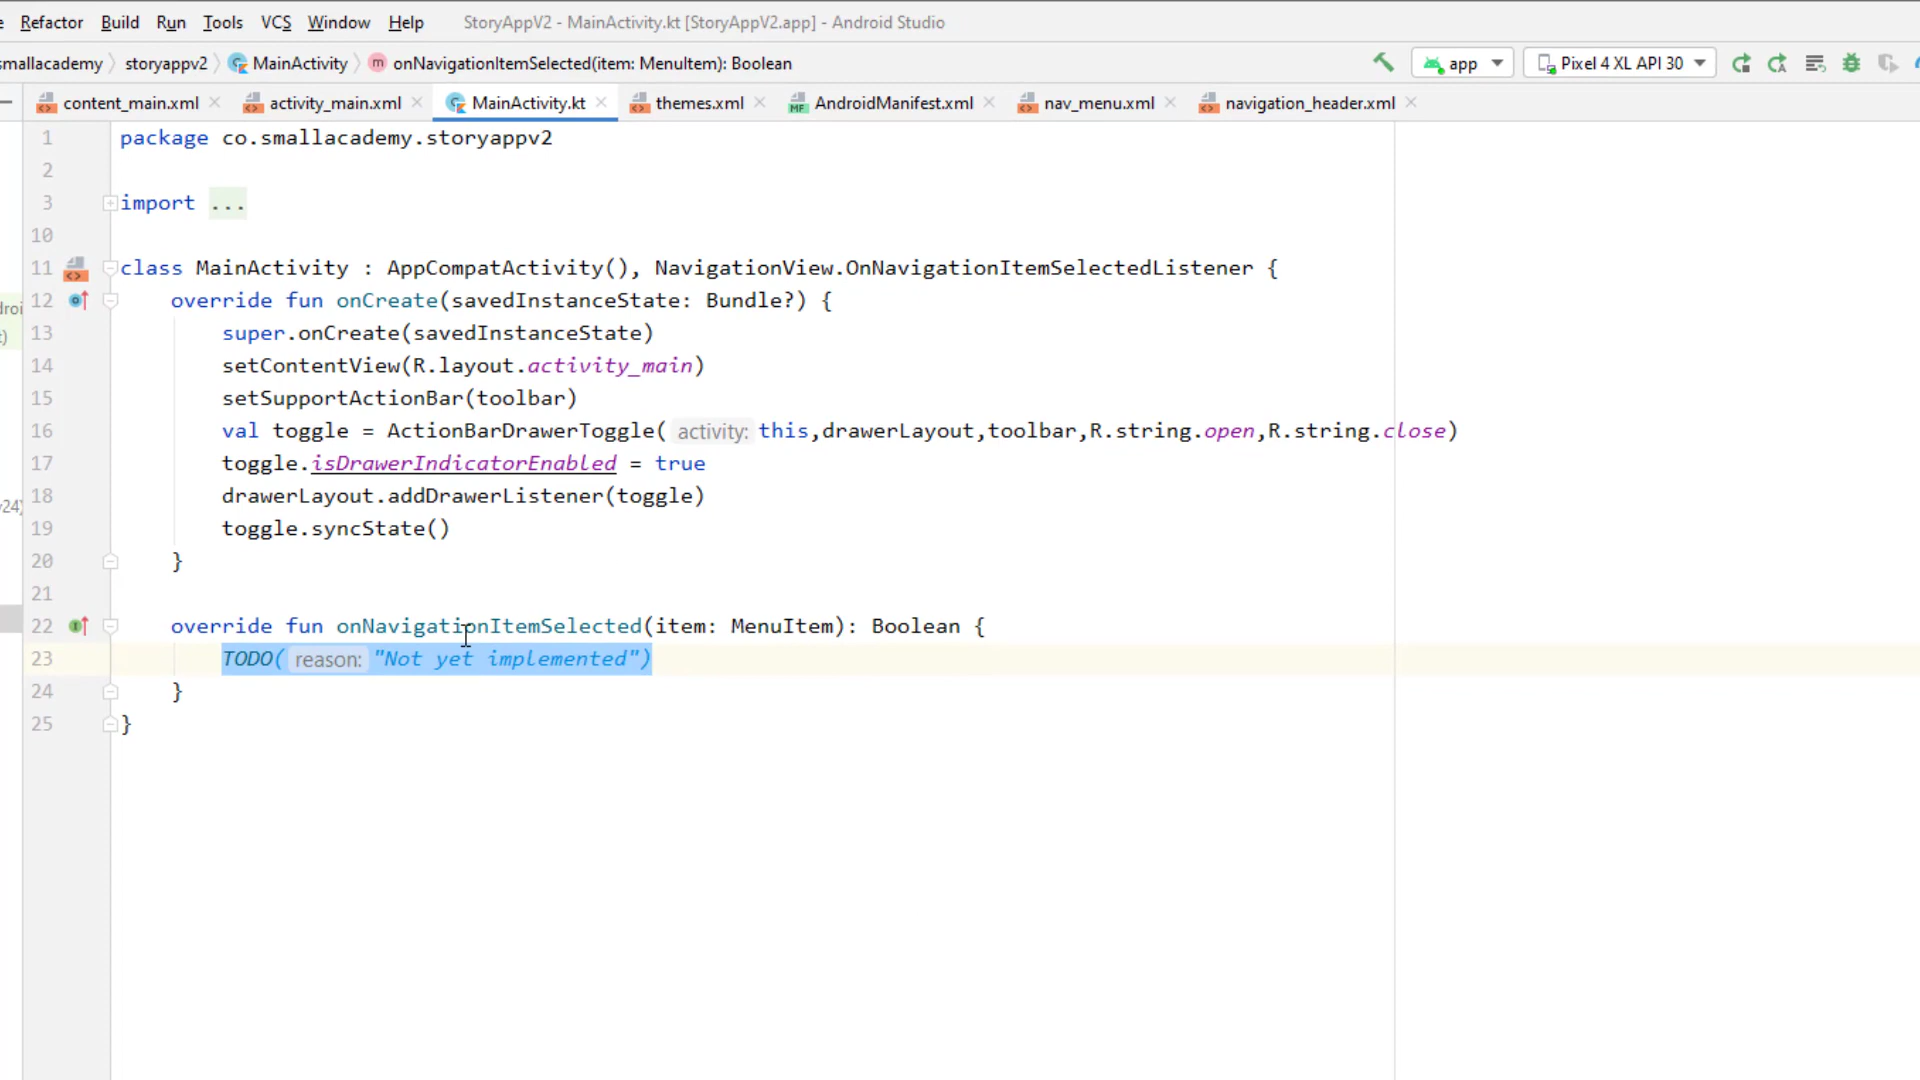 e Refactor Build Run Tools VCS Window Help StoryAppV2 - MainActivity.kt [StoryAppV2.app] - Android Studio
smallacademy storyappv2 MainActivity m onNavigationItemSelected(item: MenuItem): Boolean app Pixel 4 XL API 30
content_main.xml activity_main.xml MainActivity.kt themes.xml MF AndroidManifest.xml nav_menu.xml navigation_header.xml
1 package co.smallacademy.storyappv2
2
3 import ...
10
11 class MainActivity : AppCompatActivity(), NavigationView.OnNavigationItemSelectedListener {
12 override fun onCreate(savedInstanceState: Bundle?) {
13 super.onCreate(savedInstanceState)
14 setContentView(R.layout.activity_main)
15 setSupportActionBar(toolbar)
16 val toggle = ActionBarDrawerToggle( activity: this,drawerLayout,toolbar,R.string.open,R.string.close)
17 toggle.isDrawerIndicatorEnabled = true
18 drawerLayout.addDrawerListener(toggle)
19 toggle.syncState()
20 }
21
22 override fun onNavigationItemSelected(item: MenuItem): Boolean {
23 TODO( reason: "Not yet implemented")
24 }
25 }